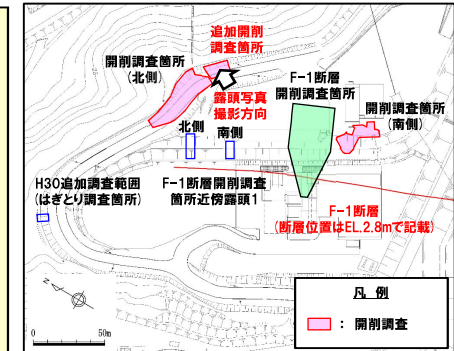 追加開削
調査箇所
開削調査箇所
(北側)
F-1断層
開削調査箇所
開削調査箇所
(南側)
露頭写真
撮影方向
北側
南側
H30追加調査範囲
(はぎとり調査箇所)
F-1断層開削調査
箇所近傍露頭1
F-1断層
(断層位置はEL.2.8mで記載)
N
0
50m
凡 例
: 開削調査